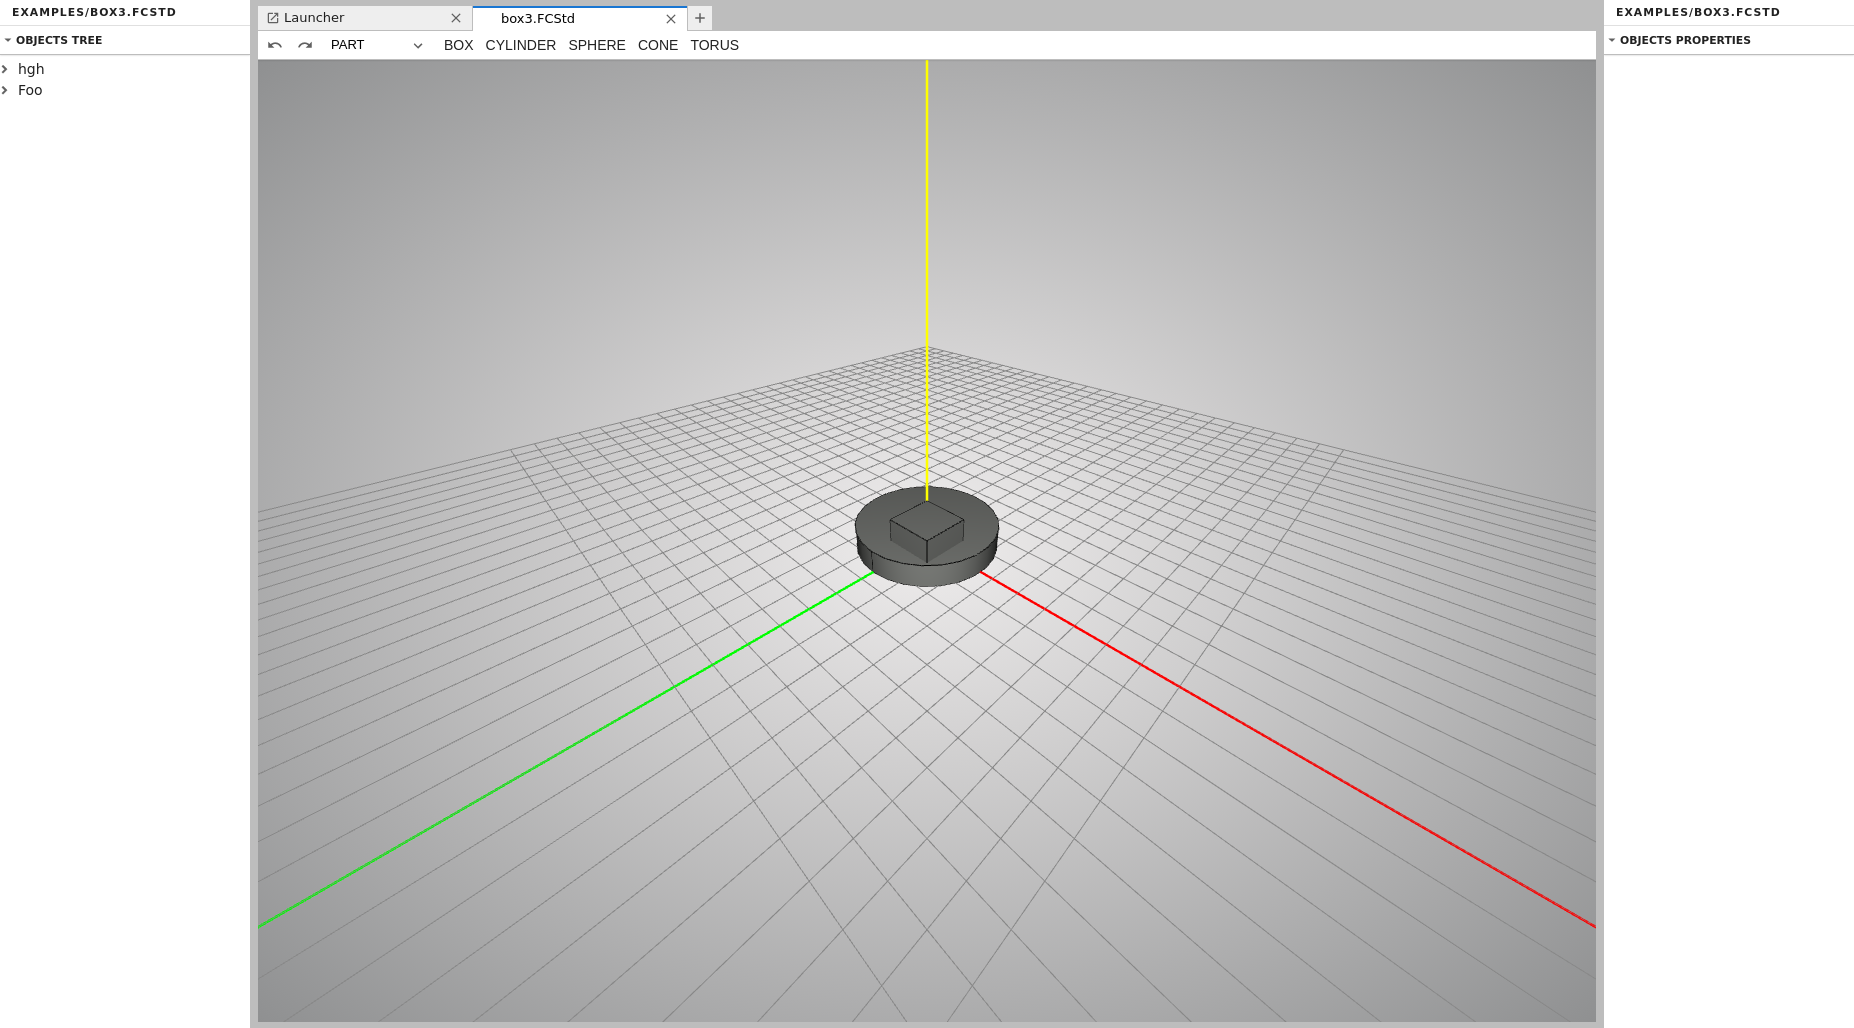 EXAMPLES/BOX3.FCSTD
OBJECTS TREE
hgh
Foo
Launcher
box3.FCStd
PART
BOX CYLINDER SPHERE CONE TORUS
EXAMPLES/BOX3.FCSTD
OBJECTS PROPERTIES